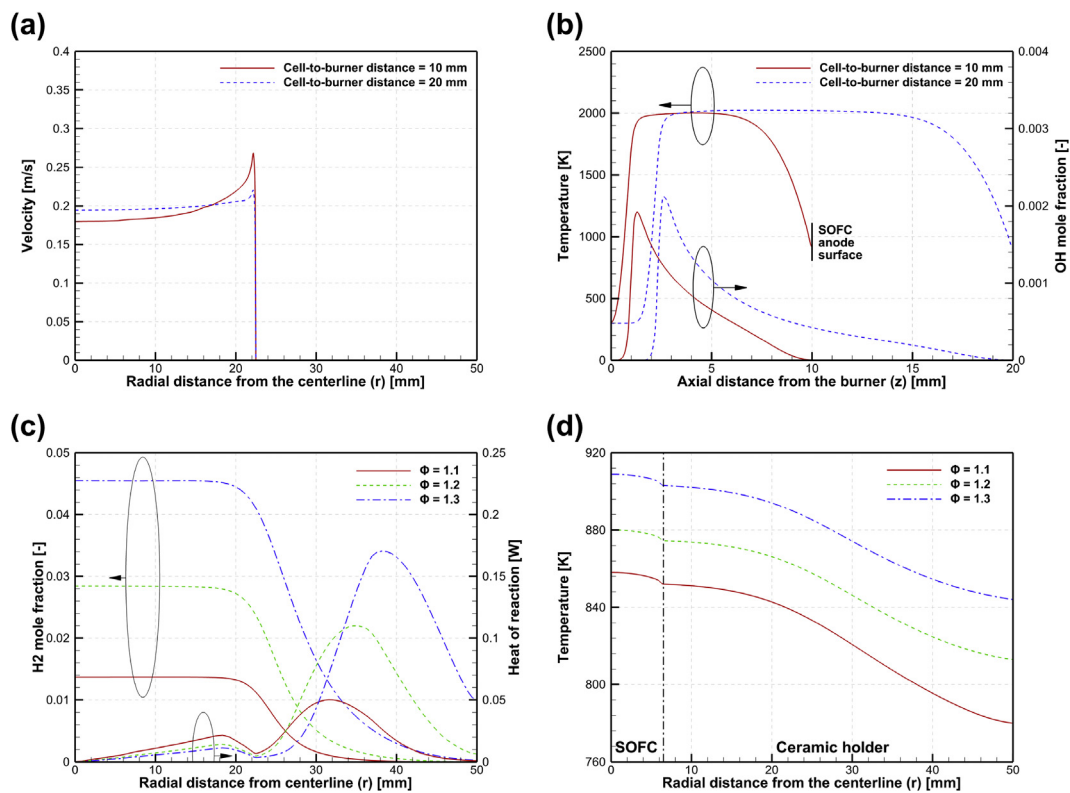 (a)
0.4
0.35
0.3
0.25
0.2
0.15
0.1
0.05
0
Velocity [m/s]
Cell-to-burner distance = 10 mm
Cell-to-burner distance = 20 mm
0 10 20 30 40 50
Radial distance from the centerline (r) [mm]
(b)
2500
2000
1500
1000
500
0
Temperature [K]
Cell-to-burner distance = 10 mm
Cell-to-burner distance = 20 mm
SOFC
anode
surface
0.004
0.003
0.002
0.001
0
OH mole fraction [-]
0 5 10 15 20
Axial distance from the burner (z) [mm]
(c)
0.05
0.04
0.03
0.02
0.01
0
H2 mole fraction [-]
Φ = 1.1
Φ = 1.2
Φ = 1.3
0.25
0.2
0.15
0.1
0.05
0
Heat of reaction [W]
0 10 20 30 40 50
Radial distance from centerline (r) [mm]
(d)
920
880
840
800
760
Temperature [K]
Φ = 1.1
Φ = 1.2
Φ = 1.3
SOFC
Ceramic holder
0 10 20 30 40 50
Radial distance from the centerline (r) [mm]